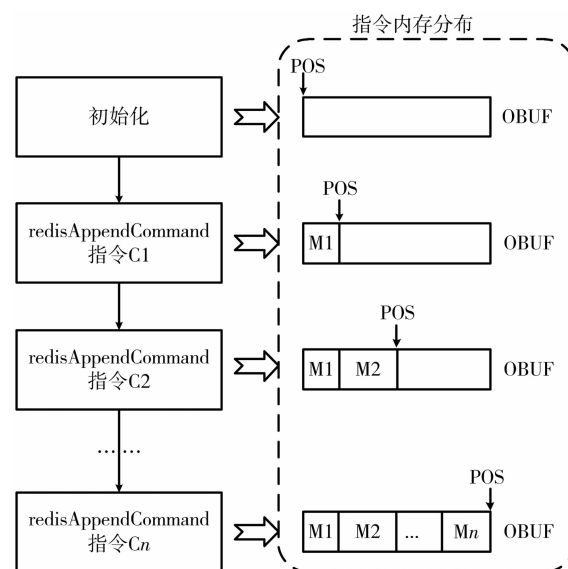 指令内存分布
POS
初始化
OBUF
POS
redisAppendCommand
指令C1
M1
OBUF
POS
redisAppendCommand
指令C2
M1 M2
OBUF
……
POS
redisAppendCommand
指令Cn
M1 M2 ... Mn
OBUF